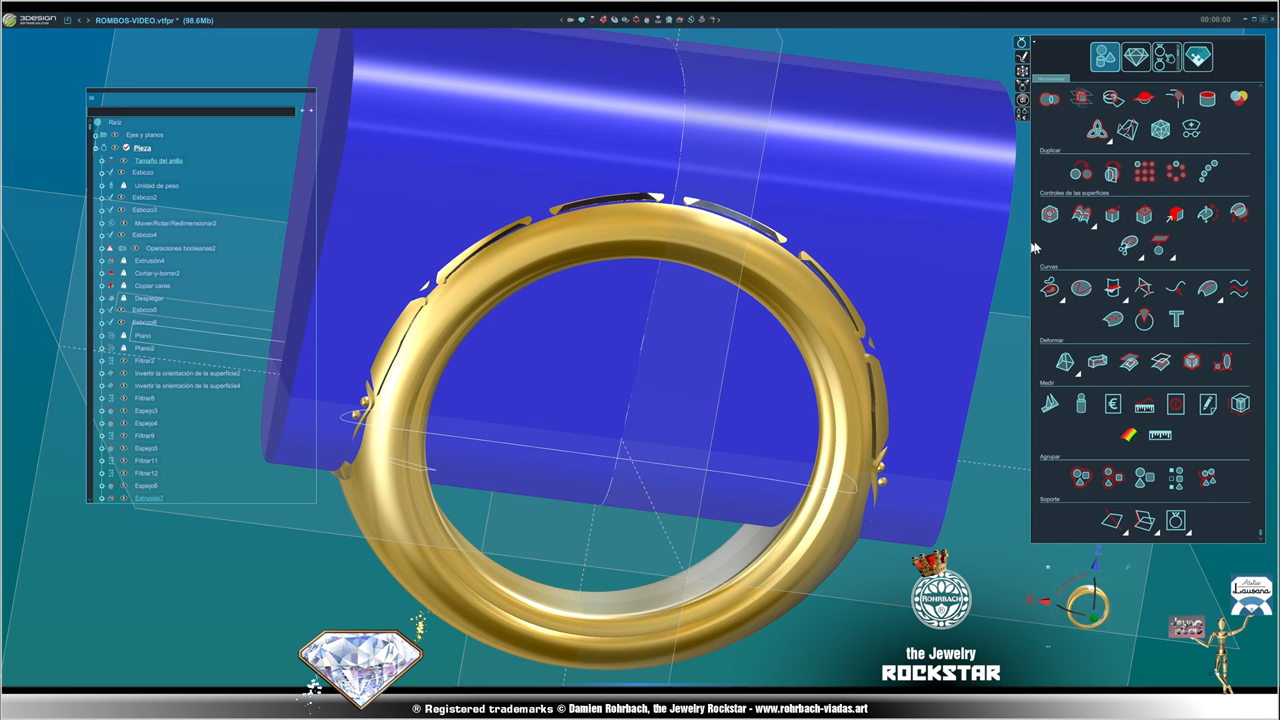 3DESIGN
ROMBOS-VIDEO.vtfpr * (98.6Mb)
00:00:00
Raíz
Ejes y planos
Pieza
Tamaño del anillo
Esbozo
Unidad de peso
Esbozo2
Esbozo3
Mover/Rotar/Redimensionar2
Esbozo4
Operaciones booleanas2
Extrusión4
Cortar-y-borrar2
Copiar caras
Desplegar
Esbozo5
Esbozo6
Plano
Plano2
Filtrar2
Invertir la orientación de la superficie2
Invertir la orientación de la superficie4
Filtrar8
Espejo3
Espejo4
Filtrar9
Espejo5
Filtrar11
Filtrar12
Espejo6
Extrusión7
Herramientas
Duplicar
Controles de las superficies
Curvas
Deformar
Medir
Agrupar
Soporte
X
ROHRBACH
the Jewelry
ROCKSTAR
Atelier
Lausana
® Registered trademarks © Damien Rohrbach, the Jewelry Rockstar - www.rohrbach-viadas.art